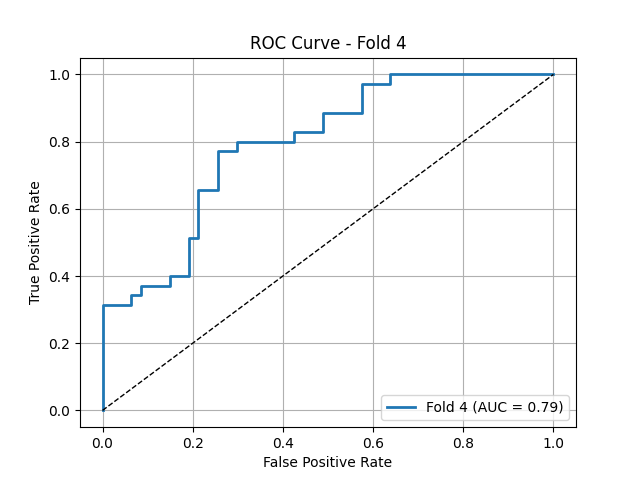 ROC Curve - Fold 4
True Positive Rate
1.0
0.8
0.6
0.4
0.2
0.0
Fold 4 (AUC = 0.79)
0.0 0.2 0.4 0.6 0.8 1.0
False Positive Rate